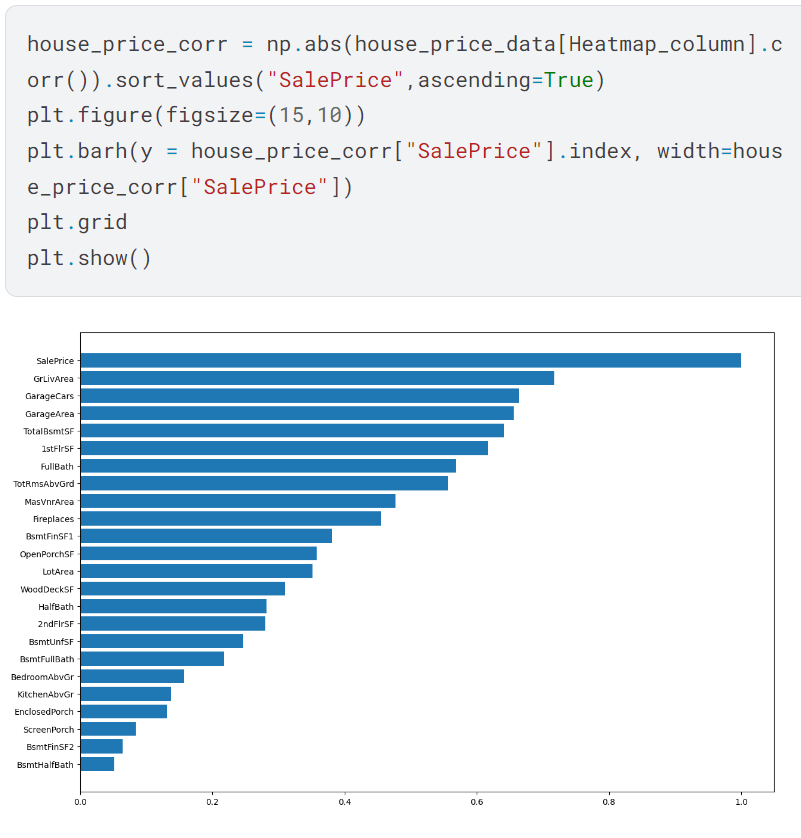 house_price_corr = np.abs(house_price_data[Heatmap_column].c
orr()).sort_values("SalePrice",ascending=True)
plt.figure(figsize=(15,10))
plt.barh(y = house_price_corr["SalePrice"].index, width=hous
e_price_corr["SalePrice"])
plt.grid
plt.show()
SalePrice
GrLivArea
GarageCars
GarageArea
TotalBsmtSF
1stFlrSF
FullBath
TotRmsAbvGrd
MasVnrArea
Fireplaces
BsmtFinSF1
OpenPorchSF
LotArea
WoodDeckSF
HalfBath
2ndFlrSF
BsmtUnfSF
BsmtFullBath
BedroomAbvGr
KitchenAbvGr
EnclosedPorch
ScreenPorch
BsmtFinSF2
BsmtHalfBath
0.0 0.2 0.4 0.6 0.8 1.0